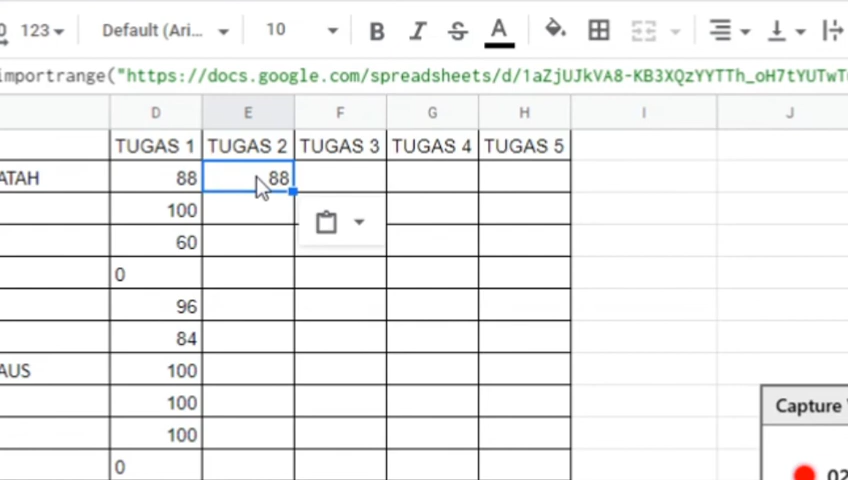 123 Default (Ari... 10 B I S A
importrange("https://docs.google.com/spreadsheets/d/1aZjUJkVA8-KB3XQzYYTTh_oH7tYUTwT
D E F G H I J
TUGAS 1 TUGAS 2 TUGAS 3 TUGAS 4 TUGAS 5
ATAH 88 88
100
60
0
96
84
AUS 100
100
100
0
Capture
02